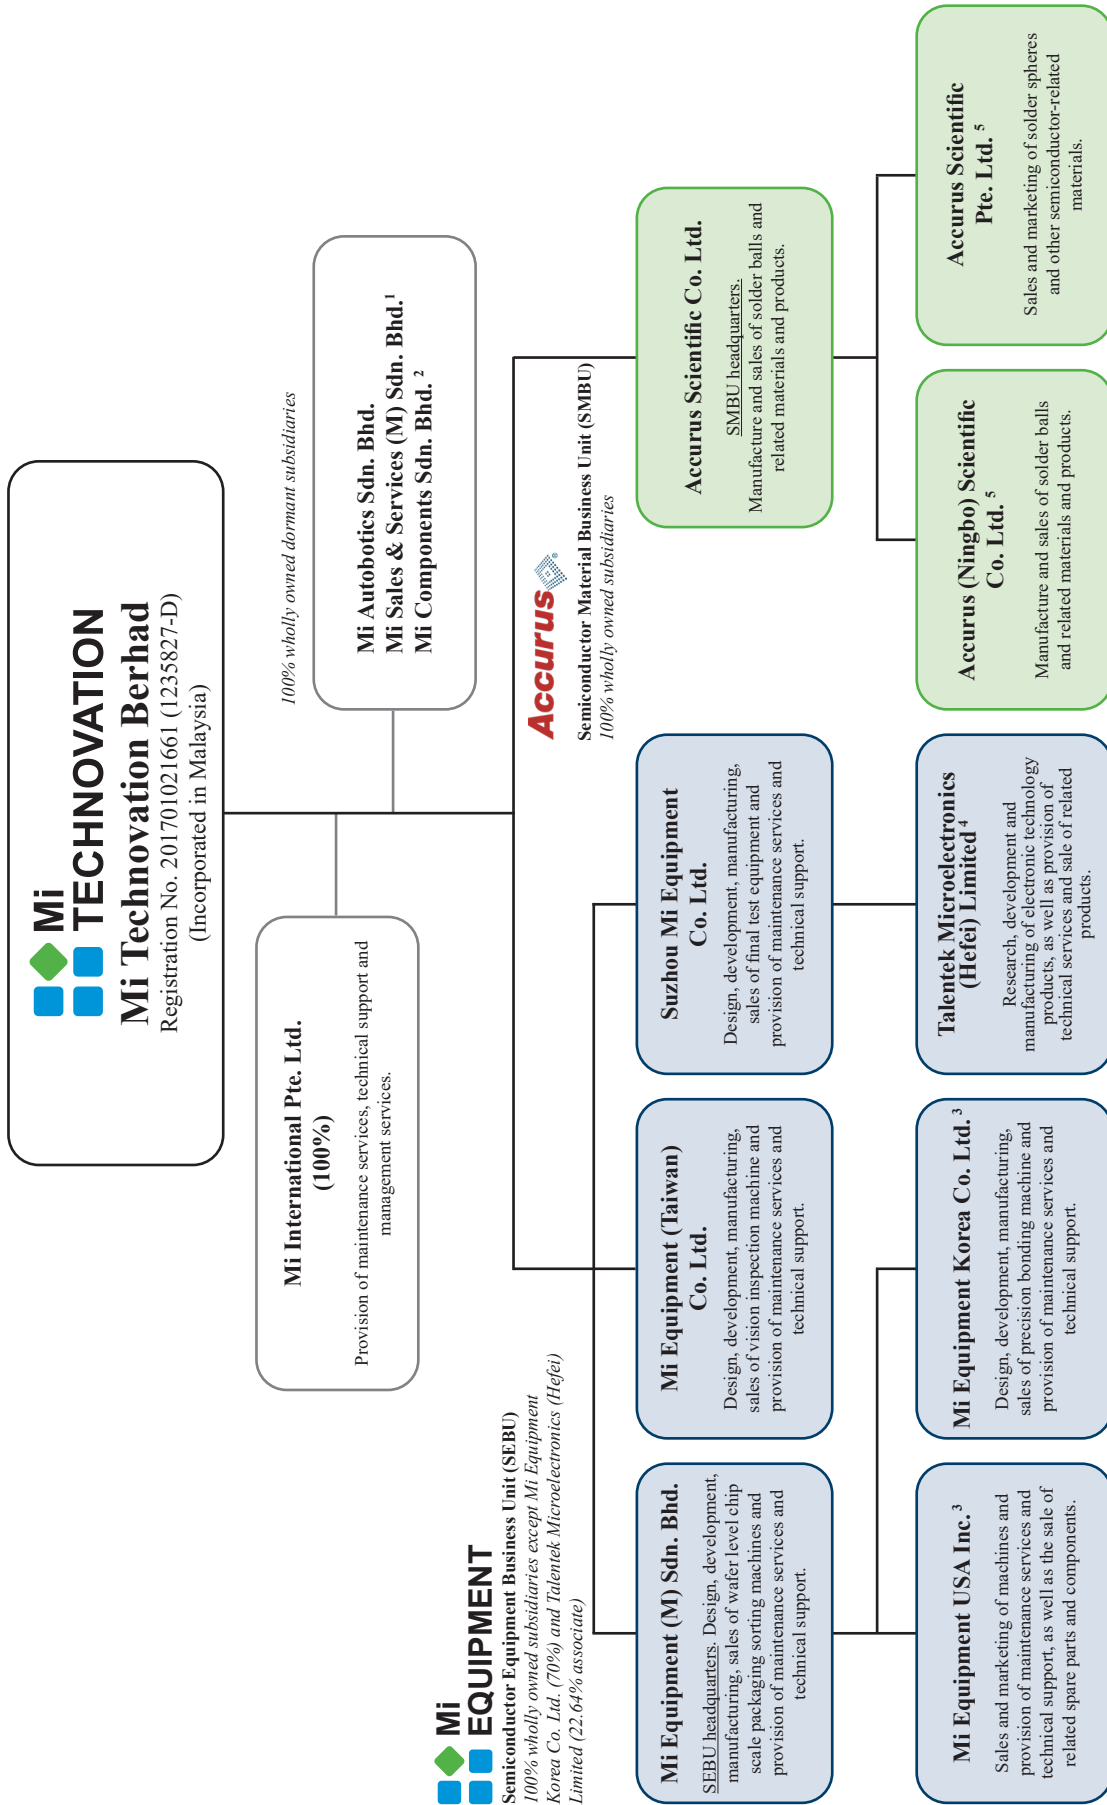 Mi
TECHNOVATION
Mi Technovation Berhad
Registration No. 201701021661 (1235827-D)
(Incorporated in Malaysia)
Mi International Pte. Ltd.
(100%)
Provision of maintenance services, technical support and
management services.
100% wholly owned dormant subsidiaries
Mi Autobotics Sdn. Bhd.
Mi Sales & Services (M) Sdn. Bhd.¹
Mi Components Sdn. Bhd. ²
Mi
EQUIPMENT
Semiconductor Equipment Business Unit (SEBU)
100% wholly owned subsidiaries except Mi Equipment
Korea Co. Ltd. (70%) and Talentek Microelectronics (Hefei)
Limited (22.64% associate)
Accurus®
Semiconductor Material Business Unit (SMBU)
100% wholly owned subsidiaries
Mi Equipment (M) Sdn. Bhd.
SEBU headquarters. Design, development,
manufacturing, sales of wafer level chip
scale packaging sorting machines and
provision of maintenance services and
technical support.
Mi Equipment (Taiwan)
Co. Ltd.
Design, development, manufacturing,
sales of vision inspection machine and
provision of maintenance services and
technical support.
Suzhou Mi Equipment
Co. Ltd.
Design, development, manufacturing,
sales of final test equipment and
provision of maintenance services and
technical support.
Accurus Scientific Co. Ltd.
SMBU headquarters.
Manufacture and sales of solder balls and
related materials and products.
Mi Equipment USA Inc. ³
Sales and marketing of machines and
provision of maintenance services and
technical support, as well as the sale of
related spare parts and components.
Mi Equipment Korea Co. Ltd. ³
Design, development, manufacturing,
sales of precision bonding machine and
provision of maintenance services and
technical support.
Talentek Microelectronics
(Hefei) Limited ⁴
Research, development and
manufacturing of electronic technology
products, as well as provision of
technical services and sale of related
products.
Accurus (Ningbo) Scientific
Co. Ltd. ⁵
Manufacture and sales of solder balls
and related materials and products.
Accurus Scientific
Pte. Ltd. ⁵
Sales and marketing of solder spheres
and other semiconductor-related
materials.